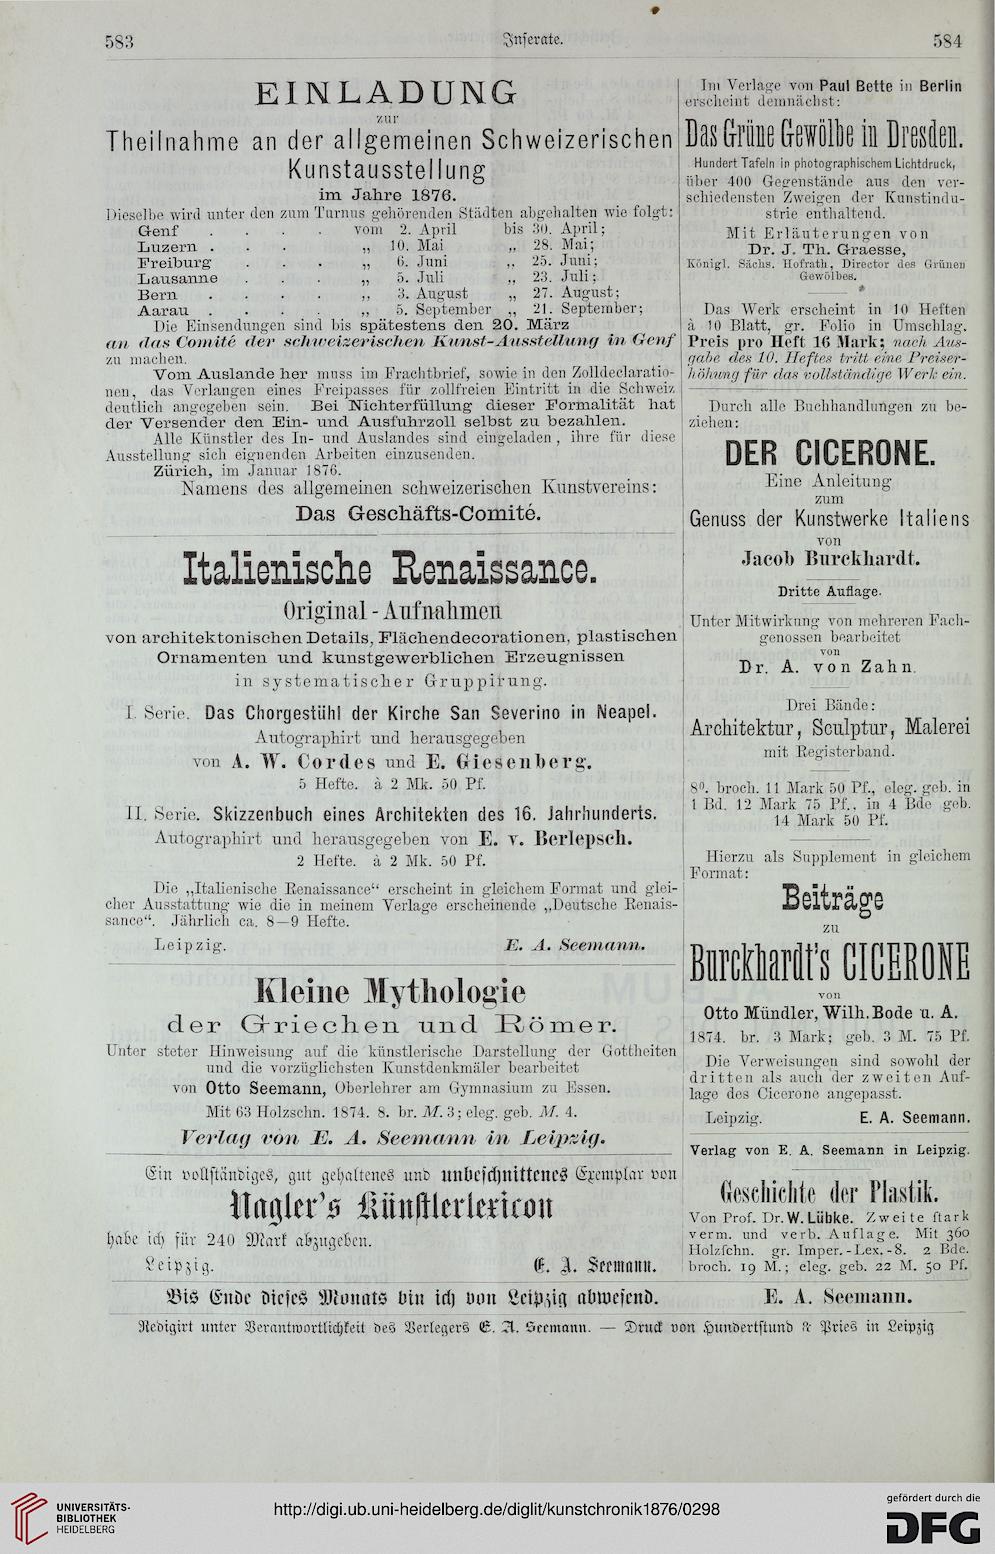 583
Inserate.
584
EINLADUNG
zur
Theilnahme an der allgemeinen Schweizerischen
Kunstausstellung
im Jahre 1876.
Dieselbe wird unter den zum Turnus gehörenden Städten abgehalten wie folgt:
Genf . . . . vom 2. April bis 30. April;
Luzern . . . . „ 10. Mai „ 28. Mai;
Freiburg . . . „ 6. Juni „ 25. Juni;
Lausanne . . . „ 5. Juli „ 23. Juli;
Bern . . . . „ 3. August „ 27. August;
Aarau . . . . „ 5. September „ 21. September;
Die Einsendungen sind bis spätestens den 20. März
an das Comité der schweizerischen Kunst-Ausstellung in Genf
zu machen.
Vom Auslande her muss im Frachtbrief, sowie in den Zolldeclaratio-
nen, das Verlangen eines Freipasses für zollfreien Eintritt in die Schweiz
deutlich angegeben sein. Bei Nichterfüllung dieser Formalität hat
der Versender den Ein- und Ausfuhrzoll selbst zu bezahlen.
Alle Künstler des In- und Auslandes sind eingeladen, ihre für diese
Ausstellung sich eignenden Arbeiten einzusenden.
Zürich, im Januar 1876.
Namens des allgemeinen schweizerischen Kunstvereins:
Das Geschäfts-Comité.
Italienische Renaissance.
Original-Aufnahmen
von architektonischen Details, Flächendecorationen, plastischen
Ornamenten und kunstgewerblichen Erzeugnissen
in systematischer Gruppirung.
I. Serie. Das Chorgestühl der Kirche San Severino in Neapel.
Autographirt und herausgegeben
von A. W. Cordes und E. Giesenberg.
5 Hefte. à 2 Mk. 50 Pf.
II. Serie. Skizzenbuch eines Architekten des 16. Jahrhunderts.
Autographirt und herausgegeben von E. v. Berlepsch.
2 Hefte. à 2 Mk. 50 Pf.
Die „Italienische Renaissance“ erscheint in gleichem Format und glei-
cher Ausstattung wie die in meinem Verlage erscheinende „Deutsche Renais-
sance“. Jährlich ca. 8—9 Hefte.
Leipzig. E. A. Seemann.
Kleine Mythologie
der Griechen und Römer.
Unter steter Hinweisung auf die künstlerische Darstellung der Gottheiten
und die vorzüglichsten Kunstdenkmäler bearbeitet
von Otto Seemann, Oberlehrer am Gymnasium zu Essen.
Mit 63 Holzschn. 1874. 8. br. M. 3; eleg. geb. M. 4.
Verlag von E. A. Seemann in Leipzig.
Ein vollständiges, gut gehaltenes und unbeschnittenes Exemplar von
Nagler's Künstlerlexicon
habe ich für 240 Mark abzugeben.
Leipzig. E. A. Seemann.
Im Verlage von Paul Bette in Berlin
erscheint demnächst:
Das Grüne Gewölbe in Dresden.
Hundert Tafeln in photographischem Lichtdruck,
über 400 Gegenstände aus den ver-
schiedensten Zweigen der Kunstindu-
strie enthaltend.
Mit Erläuterungen von
Dr. J. Th. Graesse,
Königl. Sächs. Hofrath, Director des Grünen
Gewölbes.
Das Werk erscheint in 10 Heften
à 10 Blatt, gr. Folio in Umschlag.
Preis pro Heft 16 Mark; nach Aus-
gabe des 10. Heftes tritt eine Preiser-
höhung für das vollständige Werk ein.
Durch alle Buchhandlungen zu be-
ziehen:
DER CICERONE.
Eine Anleitung
zum
Genuss der Kunstwerke Italiens
von
Jacob Burckhardt.
Dritte Auflage.
Unter Mitwirkung von mehreren Fach-
genossen bearbeitet
von
Dr. A. von Zahn.
Drei Bände:
Architektur, Sculptur, Malerei
mit Registerband.
8⁰. broch. 11 Mark 50 Pf., eleg. geb. in
1 Bd. 12 Mark 75 Pf., in 4 Bde geb.
14 Mark 50 Pf.
Hierzu als Supplement in gleichem
Format:
Beiträge
zu
Burckhardt's CICERONE
von
Otto Mündler, Wilh. Bode u. A.
1874. br. 3 Mark; geb. 3 M. 75 Pf.
Die Verweisungen sind sowohl der
dritten als auch der zweiten Auf-
lage des Cicerone angepasst.
Leipzig. E. A. Seemann.
Verlag von E. A. Seemann in Leipzig.
Geschichte der Plastik.
Von Prof. Dr. W. Lübke. Zweite stark
verm. und verb. Auflage. Mit 360
Holzschn. gr. Imper.-Lex.-8. 2 Bde.
broch. 19 M.; eleg. geb. 22 M. 50 Pf.
Bis Ende dieses Monats bin ich von Leipzig abwesend. E. A. Seemann.
Redigirt unter Verantwortlichkeit des Verlegers E. A. Seemann. — Druck von Hundertstund & Pries in Leipzig
UNIVERSITÄTS-
BIBLIOTHEK
HEIDELBERG
http://digi.ub.uni-heidelberg.de/diglit/kunstchronik1876/0298
gefördert durch die
DFG